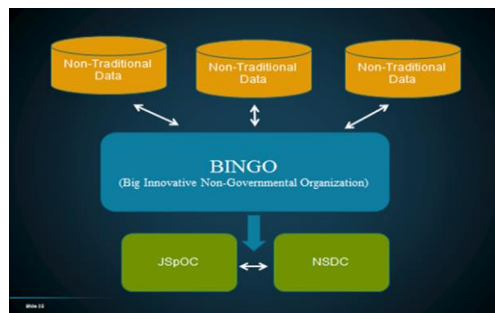 Non-Traditional
Data
Non-Traditional
Data
Non-Traditional
Data
BINGO
(Big Innovative Non-Governmental Organization)
JSpOC
NSDC